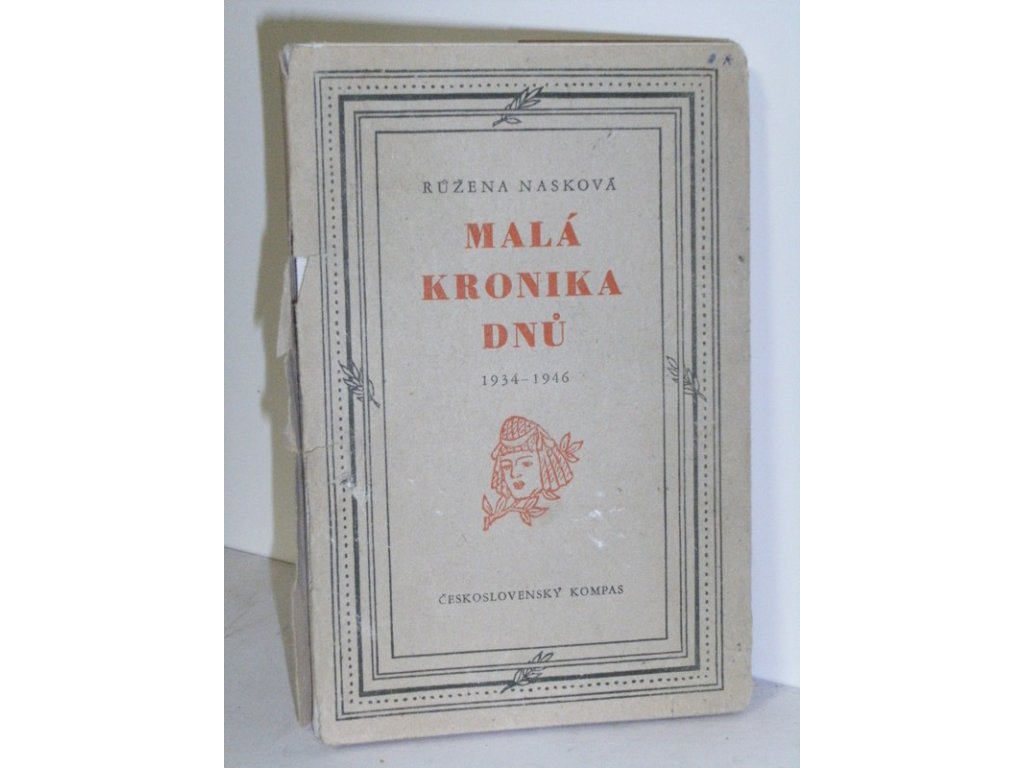 RŮŽENA NASKOVÁ
MALÁ
KRONIKA
DNŮ
1934–1946
ČESKOSLOVENSKÝ KOMPAS